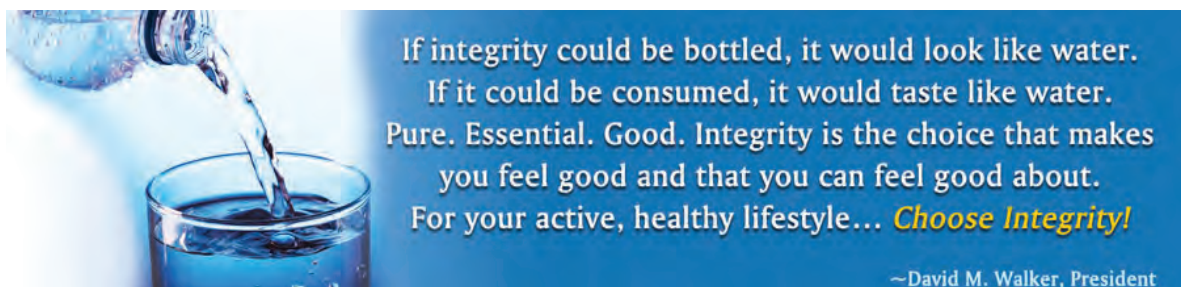 If integrity could be bottled, it would look like water.
If it could be consumed, it would taste like water.
Pure. Essential. Good. Integrity is the choice that makes
you feel good and that you can feel good about.
For your active, healthy lifestyle... Choose Integrity!
~David M. Walker, President